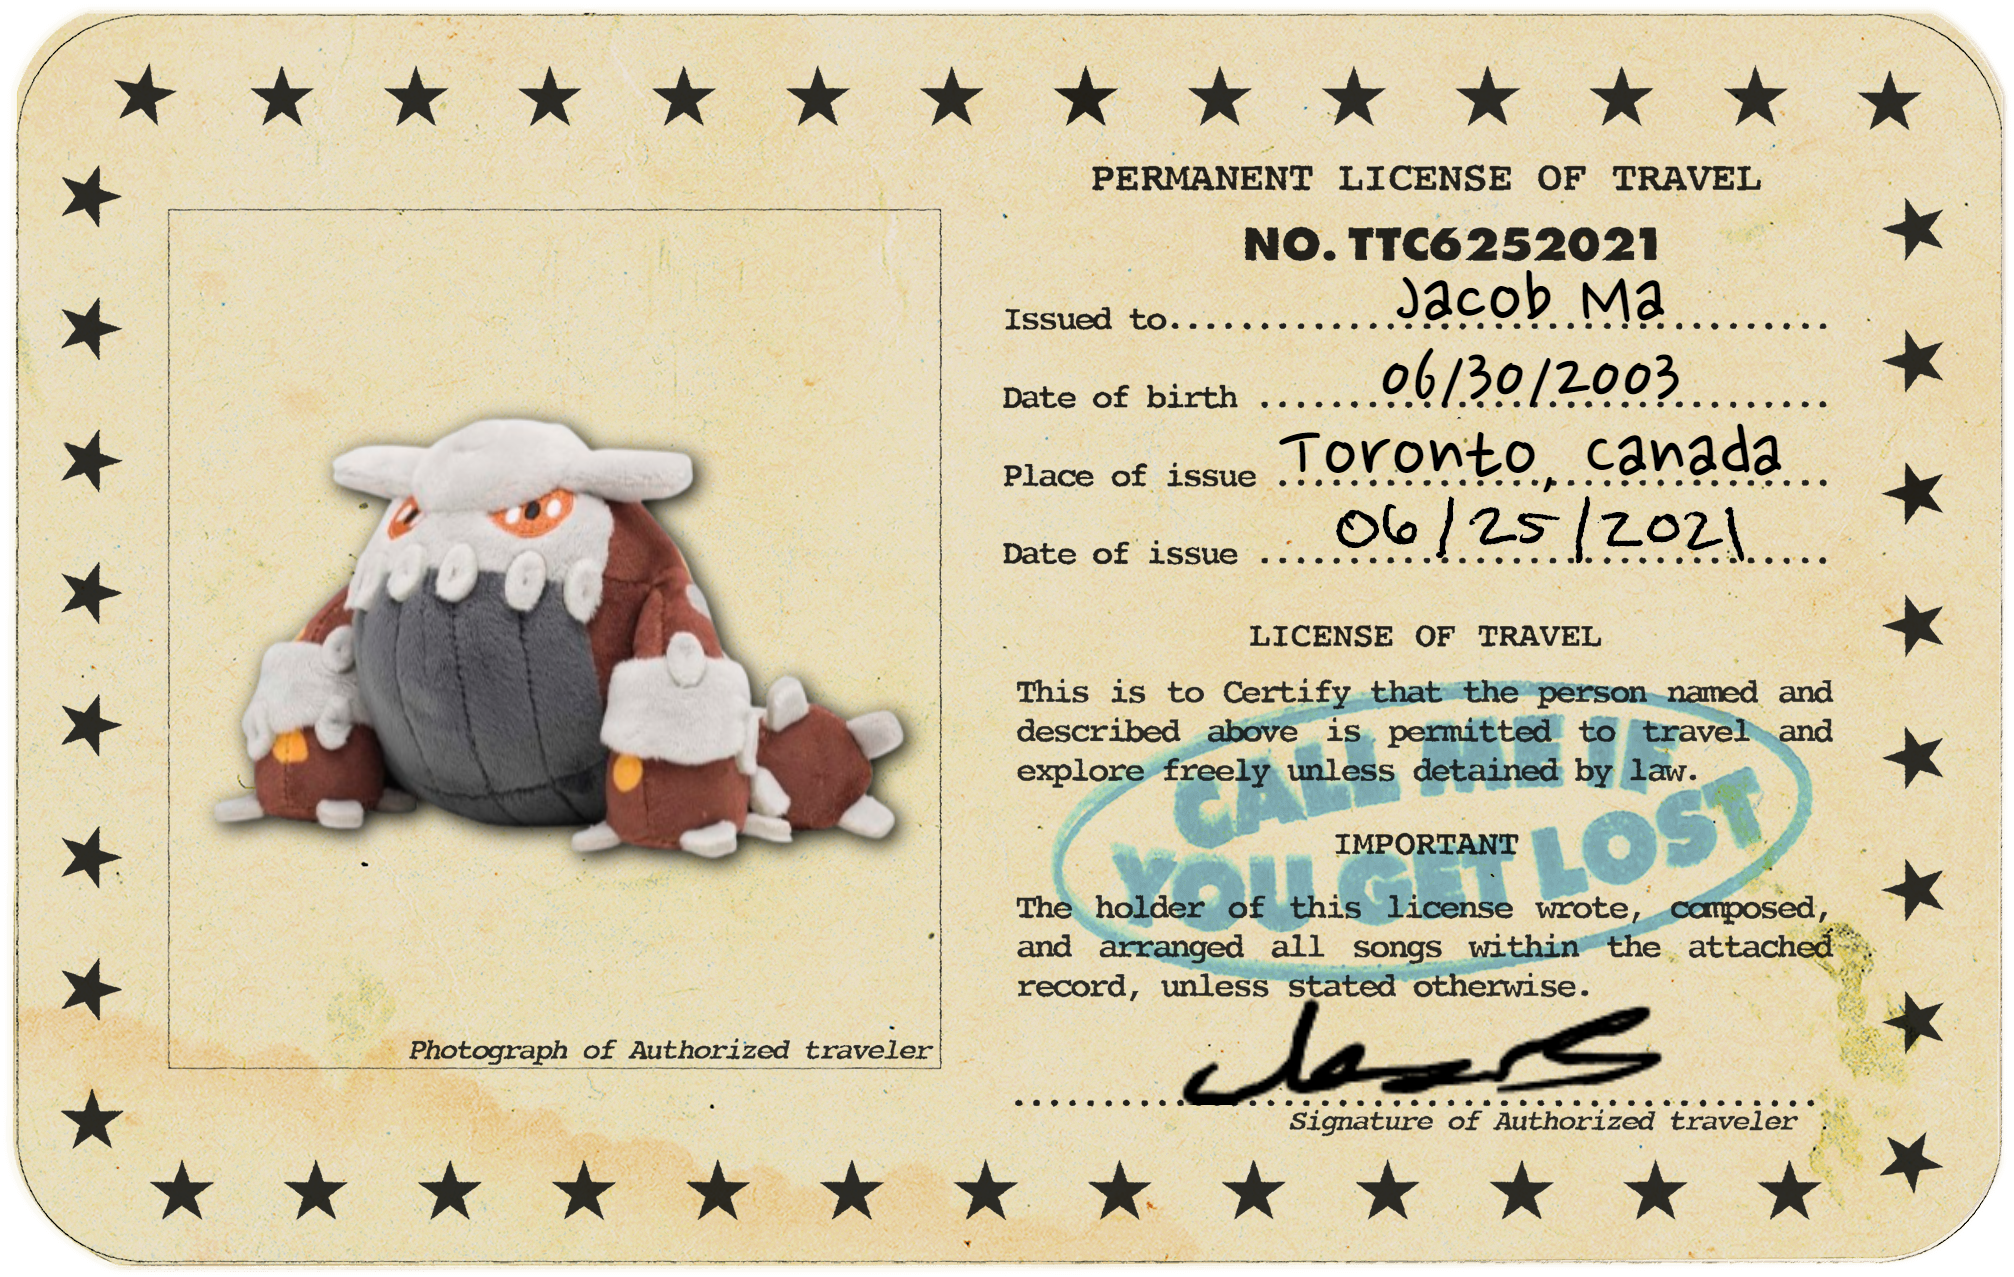 PERMANENT LICENSE OF TRAVEL
NO. TTC6252021
Issued to.......... Jacob Ma
Date of birth .......... 06/30/2003
Place of issue .......... Toronto, Canada
Date of issue .......... 06/25/2021
LICENSE OF TRAVEL
This is to Certify that the person named and
described above is permitted to travel and
explore freely unless detained by law.
CALL ME IF
YOU GET LOST
IMPORTANT
The holder of this license wrote, composed,
and arranged all songs within the attached
record, unless stated otherwise.
Photograph of Authorized traveler
Signature of Authorized traveler